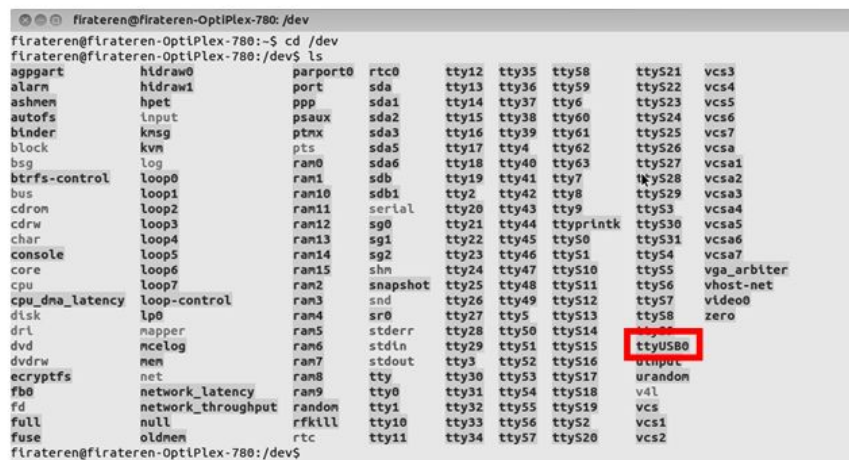 firateren@firateren-OptiPlex-780: /dev
firateren@firateren-OptiPlex-780:~$ cd /dev
firateren@firateren-OptiPlex-780:/dev$ ls
agpgart hidraw0 parport0 rtc0 tty12 tty35 tty58 ttyS21 vcs3
alarm hidraw1 port sda tty13 tty36 tty59 ttyS22 vcs4
ashmem hpet ppp sda1 tty14 tty37 tty6 ttyS23 vcs5
autofs input psaux sda2 tty15 tty38 tty60 ttyS24 vcs6
binder kmsg ptmx sda3 tty16 tty39 tty61 ttyS25 vcs7
block kvm pts sda5 tty17 tty4 tty62 ttyS26 vcsa
bsg log ram0 sda6 tty18 tty40 tty63 ttyS27 vcsa1
btrfs-control loop0 ram1 sdb tty19 tty41 tty7 ttyS28 vcsa2
bus loop1 ram10 sdb1 tty2 tty42 tty8 ttyS29 vcsa3
cdrom loop2 ram11 serial tty20 tty43 tty9 ttyS3 vcsa4
cdrw loop3 ram12 sg0 tty21 tty44 ttyprintk ttyS30 vcsa5
char loop4 ram13 sg1 tty22 tty45 ttyS0 ttyS31 vcsa6
console loop5 ram14 sg2 tty23 tty46 ttyS1 ttyS4 vcsa7
core loop6 ram15 shm tty24 tty47 ttyS10 ttyS5 vga_arbiter
cpu loop7 ram2 snapshot tty25 tty48 ttyS11 ttyS6 vhost-net
cpu_dma_latency loop-control ram3 snd tty26 tty49 ttyS12 ttyS7 video0
disk lp0 ram4 sr0 tty27 tty5 ttyS13 ttyS8 zero
dri mapper ram5 stderr tty28 tty50 ttyS14
dvd mcelog ram6 stdin tty29 tty51 ttyS15 ttyUSB0
dvdrw mem ram7 stdout tty3 tty52 ttyS16 uinput
ecryptfs net ram8 tty tty30 tty53 ttyS17 urandom
fb0 network_latency ram9 tty0 tty31 tty54 ttyS18 v4l
fd network_throughput random tty1 tty32 tty55 ttyS19 vcs
full null rfkill tty10 tty33 tty56 ttyS2 vcs1
fuse oldmem rtc tty11 tty34 tty57 ttyS20 vcs2
firateren@firateren-OptiPlex-780:/dev$